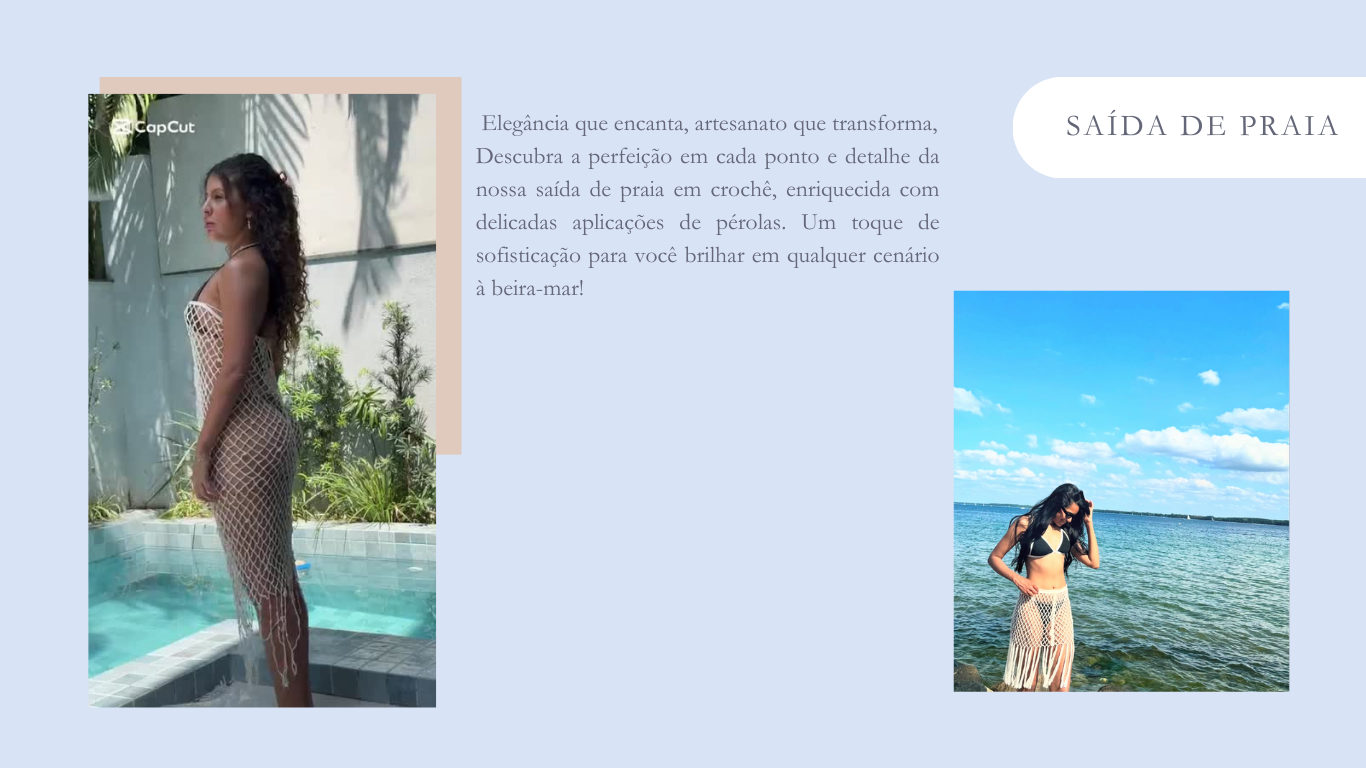 CapCut
Elegância que encanta, artesanato que transforma,
Descubra a perfeição em cada ponto e detalhe da
nossa saída de praia em crochê, enriquecida com
delicadas aplicações de pérolas. Um toque de
sofisticação para você brilhar em qualquer cenário
à beira-mar!
SAÍDA DE PRAIA